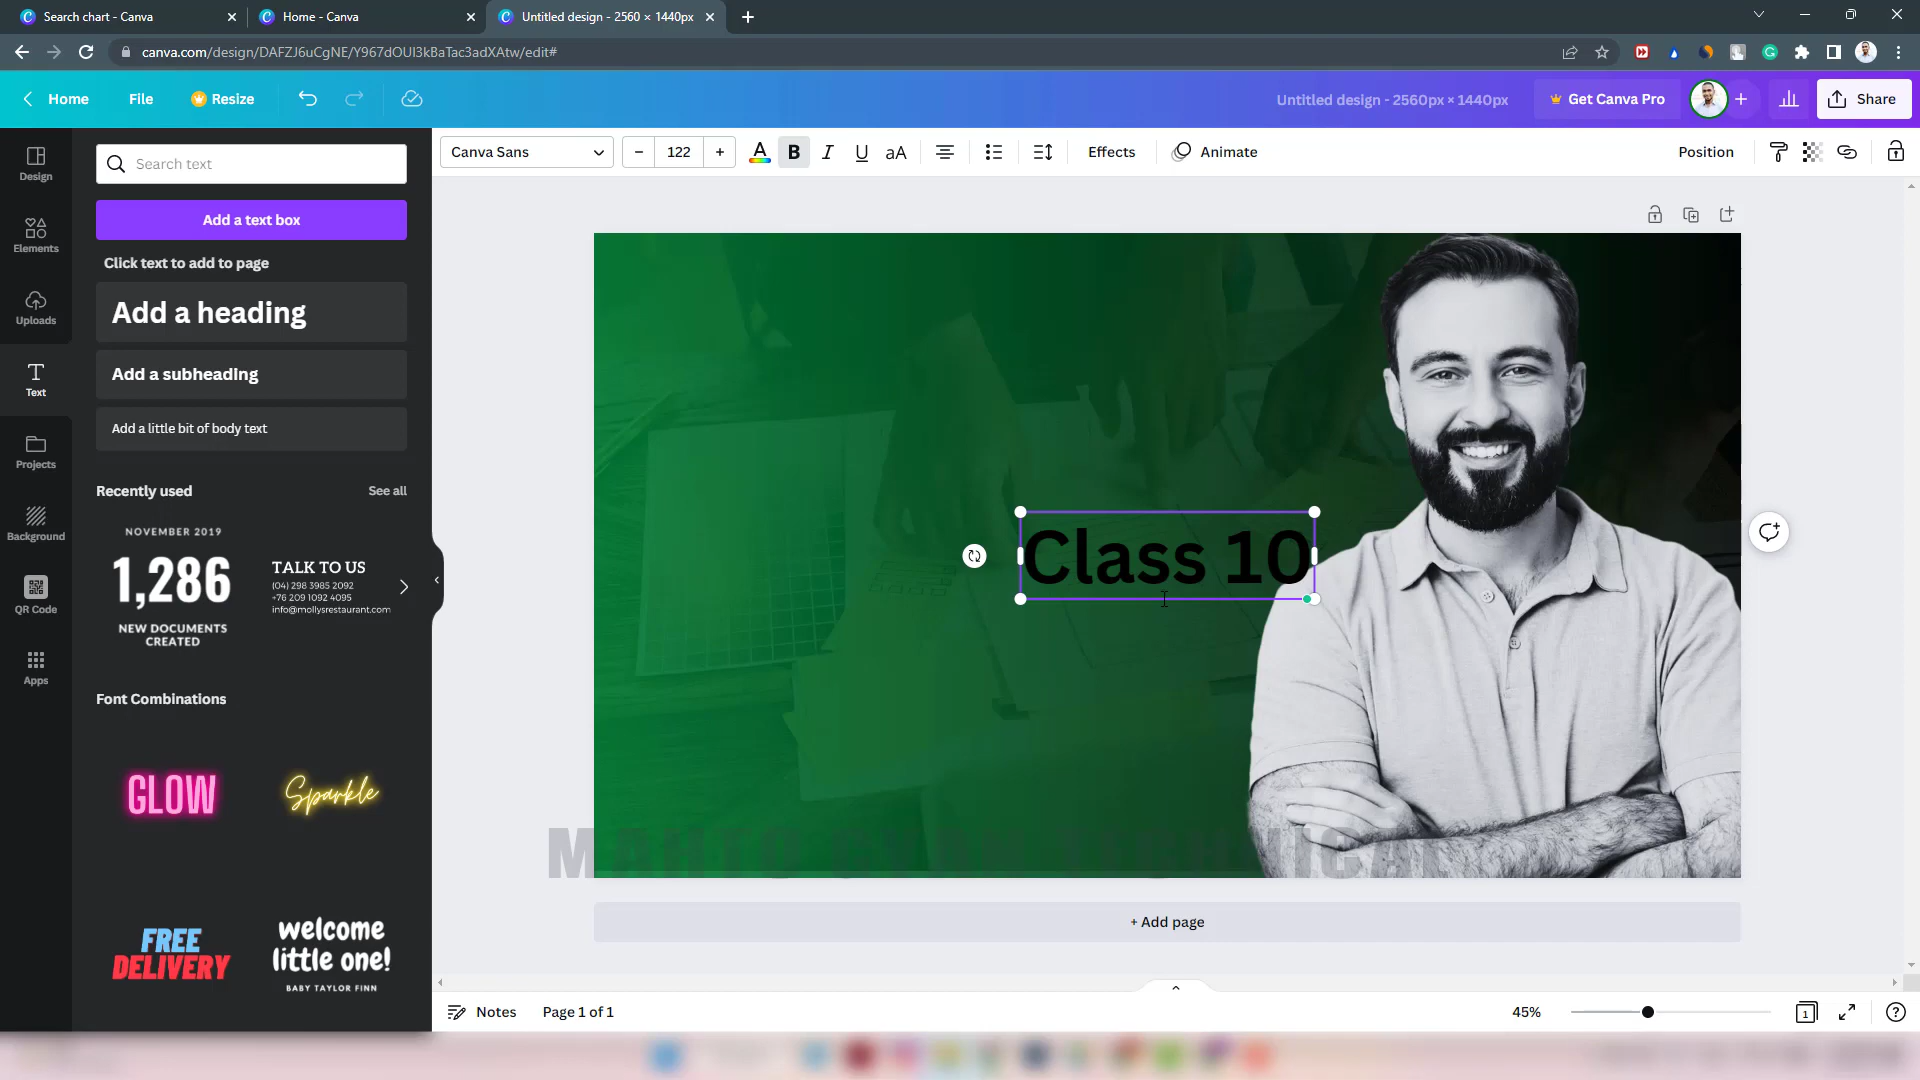 Search chart - Canva
Home - Canva
Untitled design - 2560 × 1440px
canva.com/design/DAFZJ6uCgNE/Y967dOUI3kBaTac3adXAtw/edit#
Home
File
Resize
Untitled design - 2560px × 1440px
Get Canva Pro
Share
Canva Sans
122
B
I
U
aA
Effects
Animate
Position
Design
Elements
Uploads
Text
Projects
Background
QR Code
Apps
Search text
Add a text box
Click text to add to page
Add a heading
Add a subheading
Add a little bit of body text
Recently used
See all
NOVEMBER 2019
1,286
NEW DOCUMENTS
CREATED
TALK TO US
(04) 298 3985 2092
+76 209 1092 4095
info@mollysrestaurant.com
Font Combinations
GLOW
Sparkle
FREE
DELIVERY
welcome
little one!
BABY TAYLOR FINN
Class 10
+ Add page
Notes
Page 1 of 1
45%
1